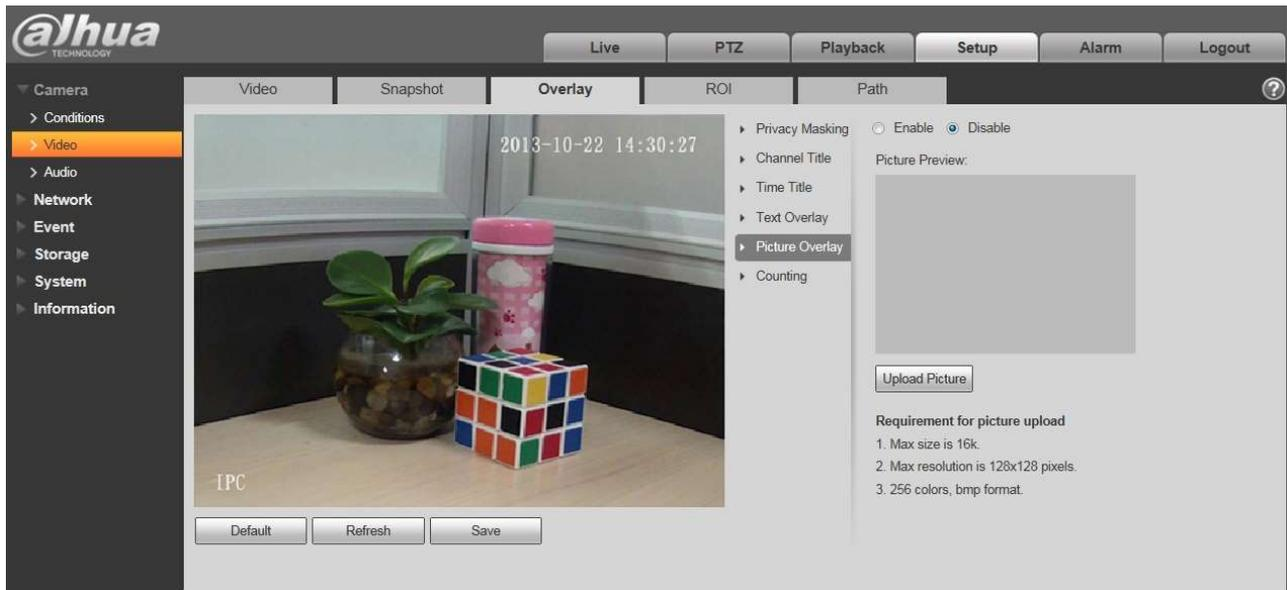 alhua
TECHNOLOGY
Live PTZ Playback Setup Alarm Logout
Camera
Conditions
Video
Audio
Network
Event
Storage
System
Information
Video Snapshot Overlay ROI Path
?
2013-10-22 14:30:27
IPC
Default Refresh Save
Privacy Masking
Channel Title
Time Title
Text Overlay
Picture Overlay
Counting
Enable Disable
Picture Preview:
Upload Picture
Requirement for picture upload
1. Max size is 16k.
2. Max resolution is 128x128 pixels.
3. 256 colors, bmp format.